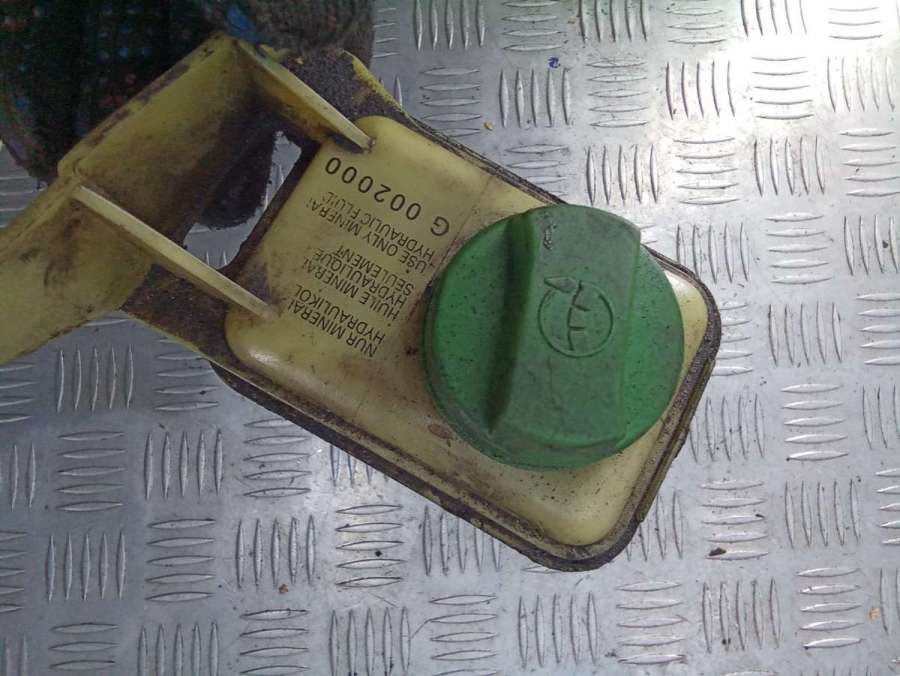 NUR MINERAL
HYDRAULIKÖL
HUILE MINERAL
HYDRAULIQUE
SEULEMENT
USE ONLY MINERAL
HYDRAULIC FLUID
G 002000